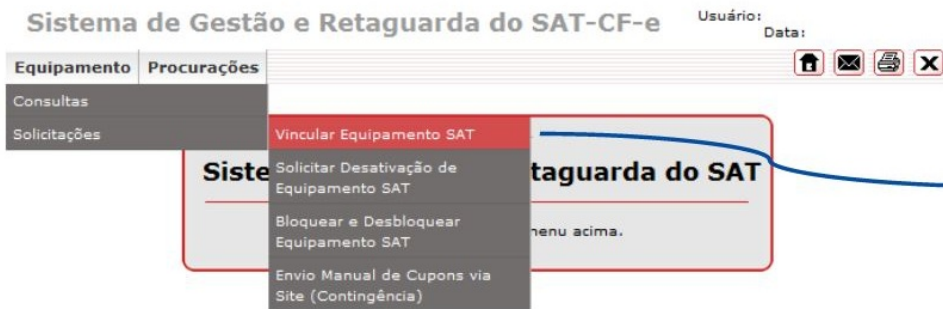 Sistema de Gestão e Retaguarda do SAT-CF-e
Usuário:
Data:
Equipamento Procurações
Consultas
Solicitações
Vincular Equipamento SAT
Solicitar Desativação de
Equipamento SAT
Bloquear e Desbloquear
Equipamento SAT
Envio Manual de Cupons via
Site (Contingência)
Siste
taguarda do SAT
menu acima.